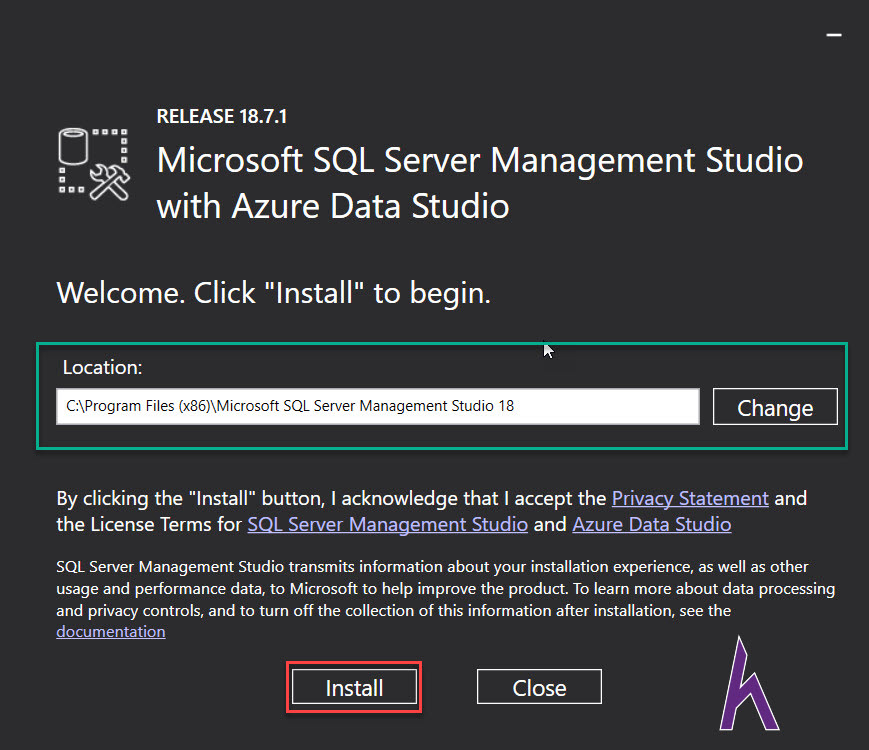 RELEASE 18.7.1
Microsoft SQL Server Management Studio
with Azure Data Studio
Welcome. Click "Install" to begin.
Location:
C:\Program Files (x86)\Microsoft SQL Server Management Studio 18
Change
By clicking the "Install" button, I acknowledge that I accept the Privacy Statement and
the License Terms for SQL Server Management Studio and Azure Data Studio
SQL Server Management Studio transmits information about your installation experience, as well as other
usage and performance data, to Microsoft to help improve the product. To learn more about data processing
and privacy controls, and to turn off the collection of this information after installation, see the
documentation
Install
Close